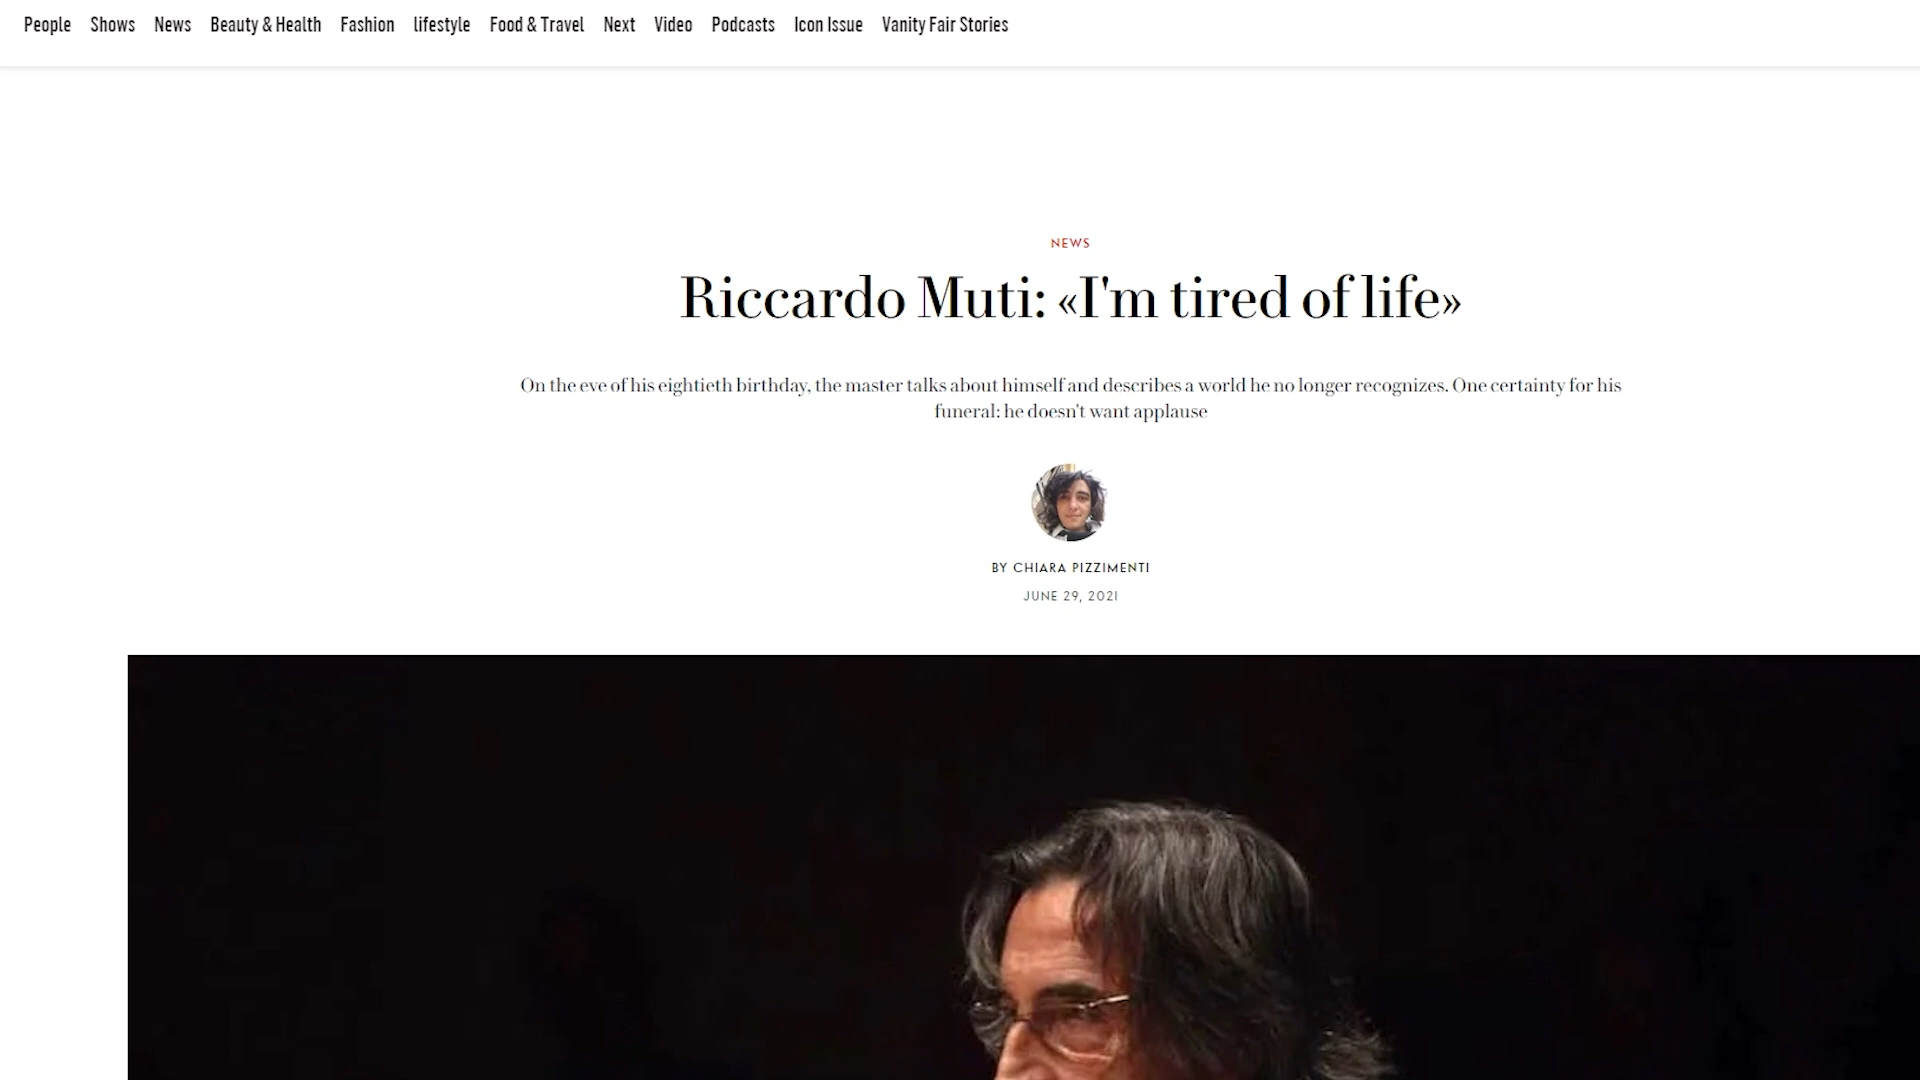 People Shows News Beauty & Health Fashion lifestyle Food & Travel Next Video Podcasts Icon Issue Vanity Fair Stories
NEWS
Riccardo Muti: «I'm tired of life»
On the eve of his eightieth birthday, the master talks about himself and describes a world he no longer recognizes. One certainty for his
funeral: he doesn't want applause
BY CHIARA PIZZIMENTI
JUNE 29, 2021